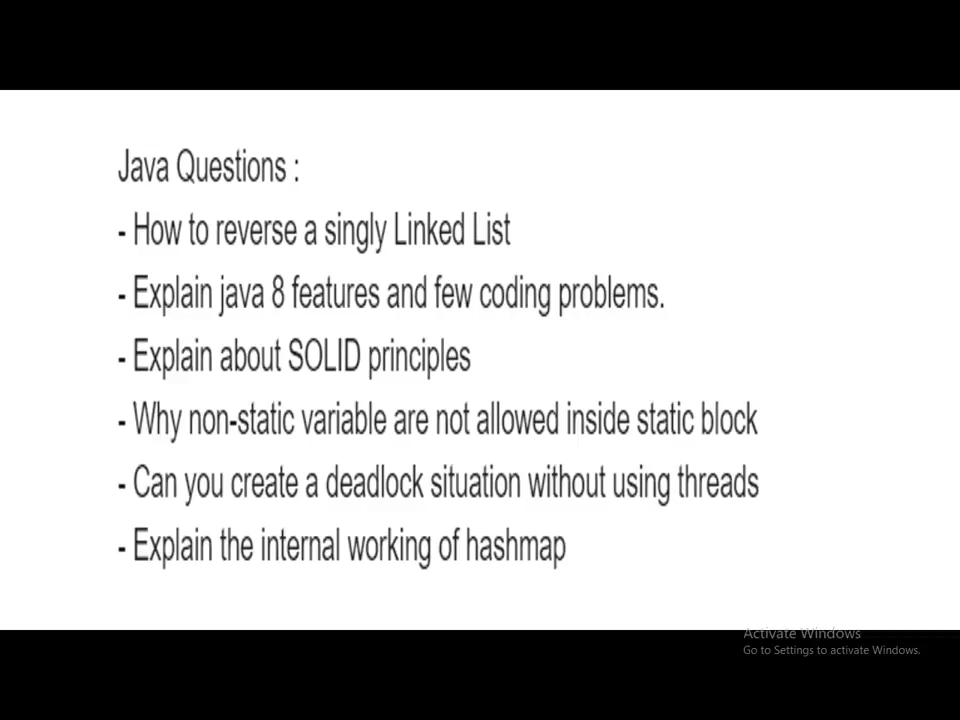 Java Questions :
- How to reverse a singly Linked List
- Explain java 8 features and few coding problems.
- Explain about SOLID principles
- Why non-static variable are not allowed inside static block
- Can you create a deadlock situation without using threads
- Explain the internal working of hashmap
Activate Windows
Go to Settings to activate Windows.